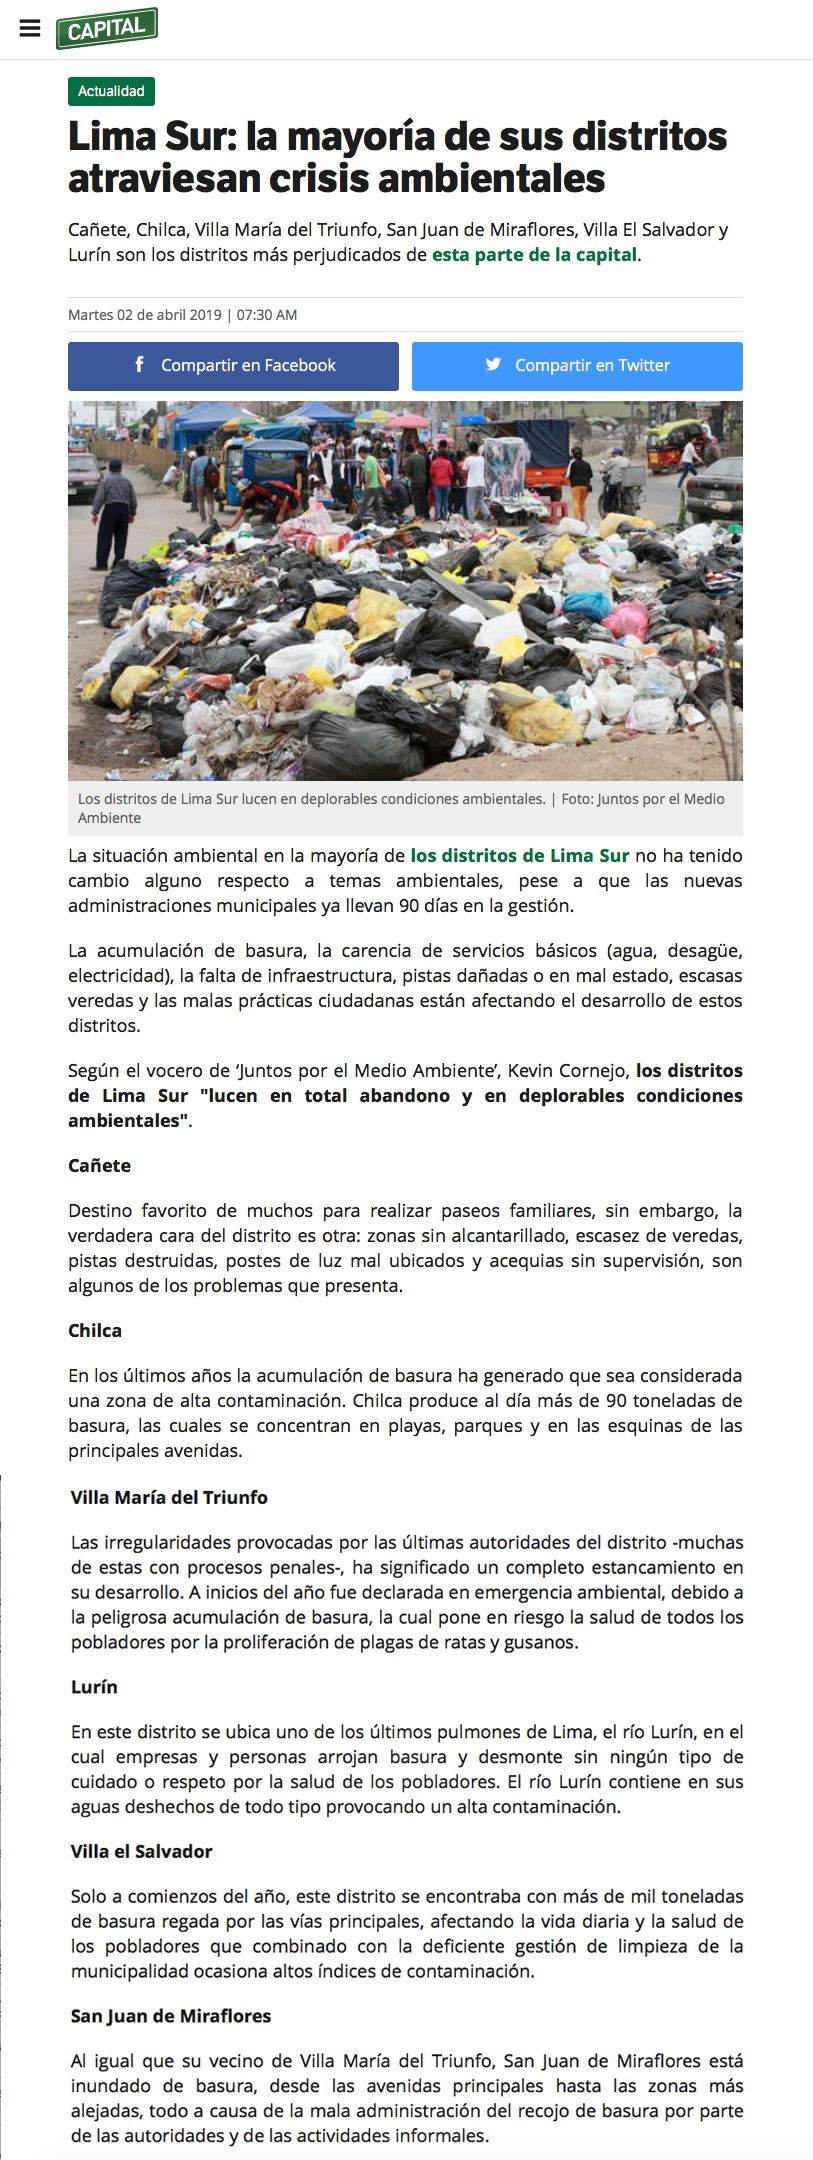 CAPITAL
Actualidad
Lima Sur: la mayoría de sus distritos
atraviesan crisis ambientales
Cañete, Chilca, Villa María del Triunfo, San Juan de Miraflores, Villa El Salvador y
Lurín son los distritos más perjudicados de esta parte de la capital.
Martes 02 de abril 2019 | 07:30 AM
Compartir en Facebook
Compartir en Twitter
Los distritos de Lima Sur lucen en deplorables condiciones ambientales. | Foto: Juntos por el Medio
Ambiente
La situación ambiental en la mayoría de los distritos de Lima Sur no ha tenido
cambio alguno respecto a temas ambientales, pese a que las nuevas
administraciones municipales ya llevan 90 días en la gestión.
La acumulación de basura, la carencia de servicios básicos (agua, desagüe,
electricidad), la falta de infraestructura, pistas dañadas o en mal estado, escasas
veredas y las malas prácticas ciudadanas están afectando el desarrollo de estos
distritos.
Según el vocero de ‘Juntos por el Medio Ambiente’, Kevin Cornejo, los distritos
de Lima Sur "lucen en total abandono y en deplorables condiciones
ambientales".
Cañete
Destino favorito de muchos para realizar paseos familiares, sin embargo, la
verdadera cara del distrito es otra: zonas sin alcantarillado, escasez de veredas,
pistas destruidas, postes de luz mal ubicados y acequias sin supervisión, son
algunos de los problemas que presenta.
Chilca
En los últimos años la acumulación de basura ha generado que sea considerada
una zona de alta contaminación. Chilca produce al día más de 90 toneladas de
basura, las cuales se concentran en playas, parques y en las esquinas de las
principales avenidas.
Villa María del Triunfo
Las irregularidades provocadas por las últimas autoridades del distrito -muchas
de estas con procesos penales-, ha significado un completo estancamiento en
su desarrollo. A inicios del año fue declarada en emergencia ambiental, debido a
la peligrosa acumulación de basura, la cual pone en riesgo la salud de todos los
pobladores por la proliferación de plagas de ratas y gusanos.
Lurín
En este distrito se ubica uno de los últimos pulmones de Lima, el río Lurín, en el
cual empresas y personas arrojan basura y desmonte sin ningún tipo de
cuidado o respeto por la salud de los pobladores. El río Lurín contiene en sus
aguas deshechos de todo tipo provocando un alta contaminación.
Villa el Salvador
Solo a comienzos del año, este distrito se encontraba con más de mil toneladas
de basura regada por las vías principales, afectando la vida diaria y la salud de
los pobladores que combinado con la deficiente gestión de limpieza de la
municipalidad ocasiona altos índices de contaminación.
San Juan de Miraflores
Al igual que su vecino de Villa María del Triunfo, San Juan de Miraflores está
inundado de basura, desde las avenidas principales hasta las zonas más
alejadas, todo a causa de la mala administración del recojo de basura por parte
de las autoridades y de las actividades informales.